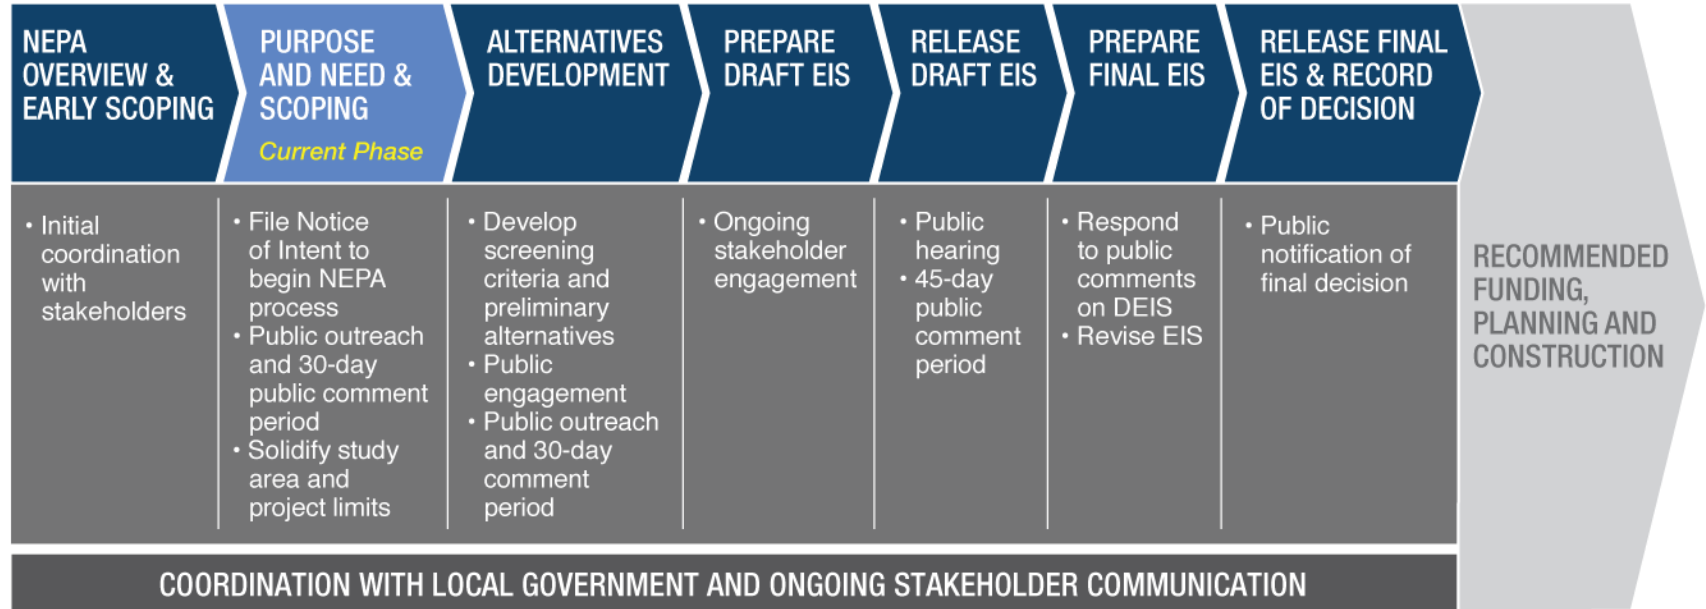 NEPA
OVERVIEW &
EARLY SCOPING
PURPOSE
AND NEED &
SCOPING
Current Phase
ALTERNATIVES
DEVELOPMENT
PREPARE
DRAFT EIS
RELEASE
DRAFT EIS
PREPARE
FINAL EIS
RELEASE FINAL
EIS & RECORD
OF DECISION
• Initial
coordination
with
stakeholders
• File Notice
of Intent to
begin NEPA
process
• Public outreach
and 30-day
public comment
period
• Solidify study
area and
project limits
• Develop
screening
criteria and
preliminary
alternatives
• Public
engagement
• Public outreach
and 30-day
comment
period
• Ongoing
stakeholder
engagement
• Public
hearing
• 45-day
public
comment
period
• Respond
to public
comments
on DEIS
• Revise EIS
• Public
notification of
final decision
RECOMMENDED
FUNDING,
PLANNING AND
CONSTRUCTION
COORDINATION WITH LOCAL GOVERNMENT AND ONGOING STAKEHOLDER COMMUNICATION